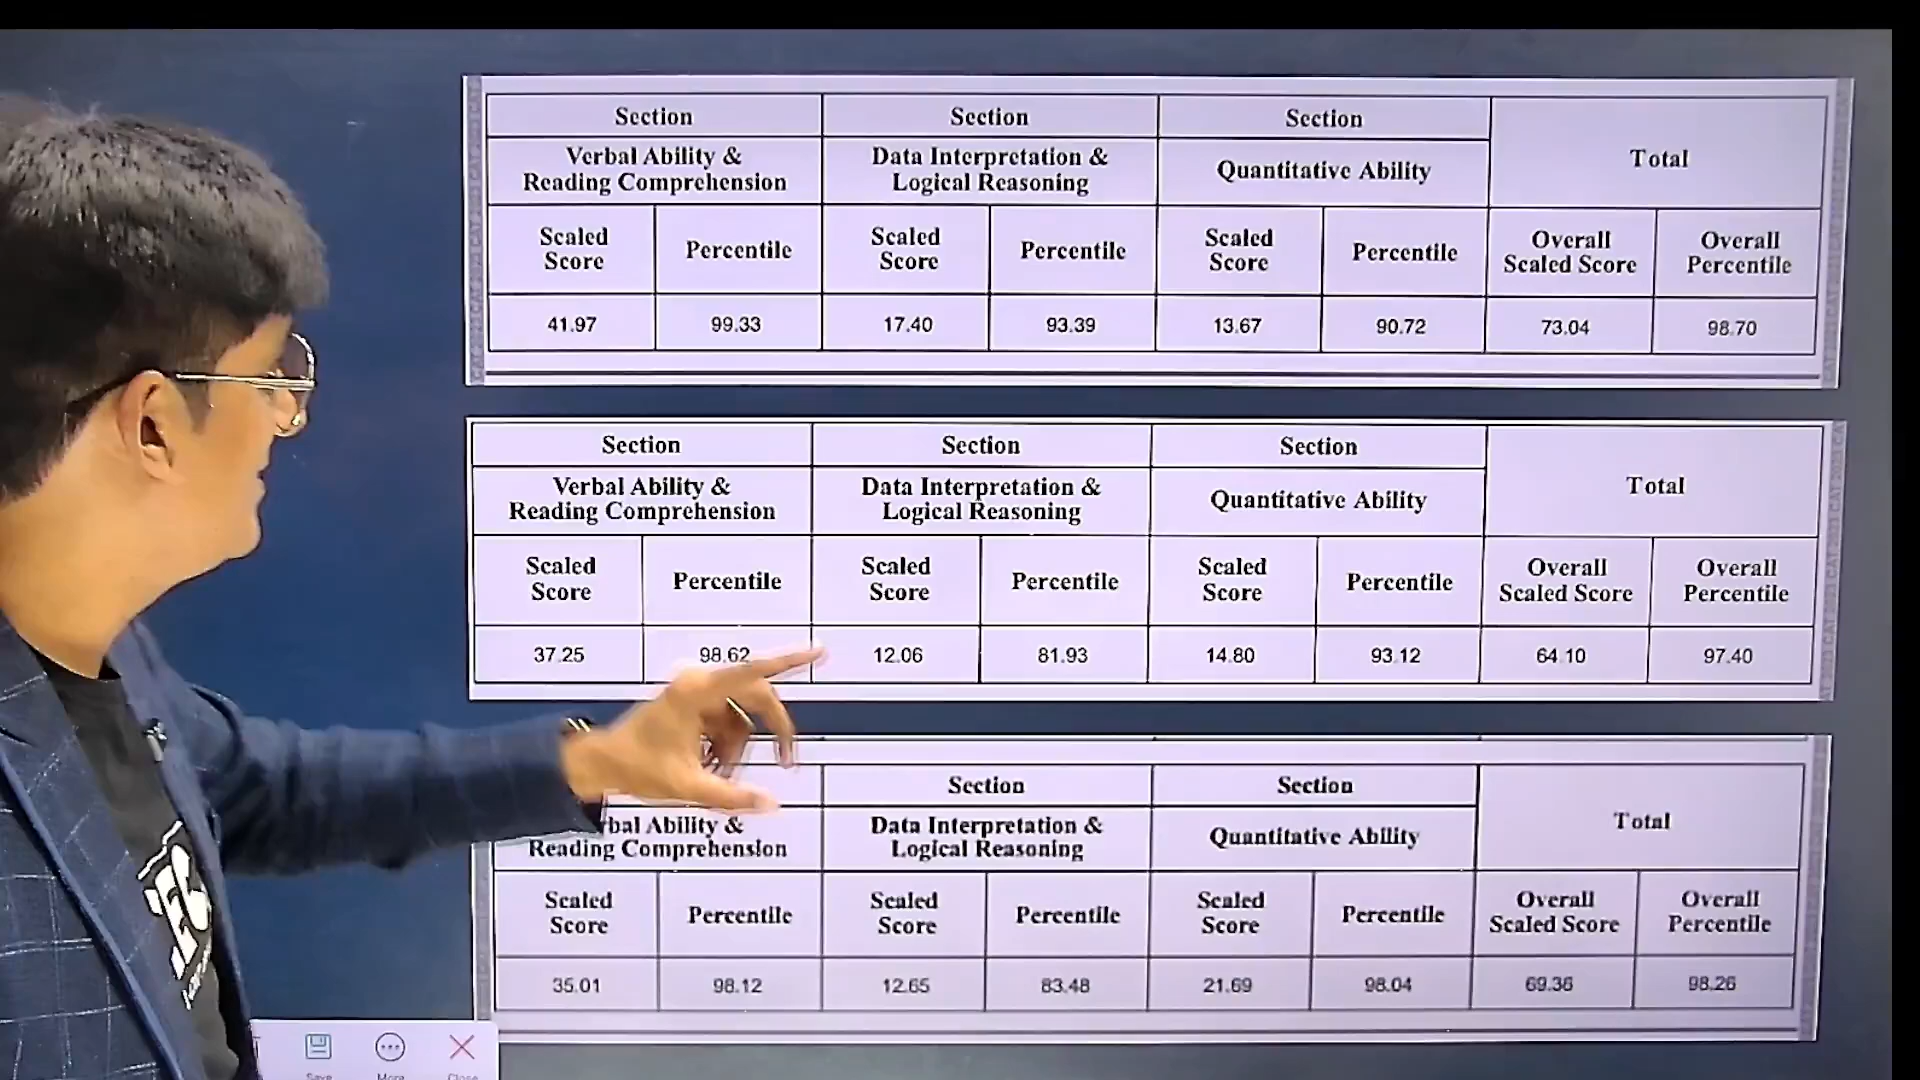 Section Section Section Total
Verbal Ability &
Reading Comprehension
Data Interpretation &
Logical Reasoning
Quantitative Ability
Scaled
Score
Percentile
Scaled
Score
Percentile
Scaled
Score
Percentile
Overall
Scaled Score
Overall
Percentile
41.97 99.33 17.40 93.39 13.67 90.72 73.04 98.70
Section Section Section Total
Verbal Ability &
Reading Comprehension
Data Interpretation &
Logical Reasoning
Quantitative Ability
Scaled
Score
Percentile
Scaled
Score
Percentile
Scaled
Score
Percentile
Overall
Scaled Score
Overall
Percentile
37.25 98.62 12.06 81.93 14.80 93.12 64.10 97.40
Section Section Total
bal Ability &
Reading Comprehension
Data Interpretation &
Logical Reasoning
Quantitative Ability
Scaled
Score
Percentile
Scaled
Score
Percentile
Scaled
Score
Percentile
Overall
Scaled Score
Overall
Percentile
35.01 98.12 12.65 83.48 21.69 98.04 69.36 98.26
Save More Close